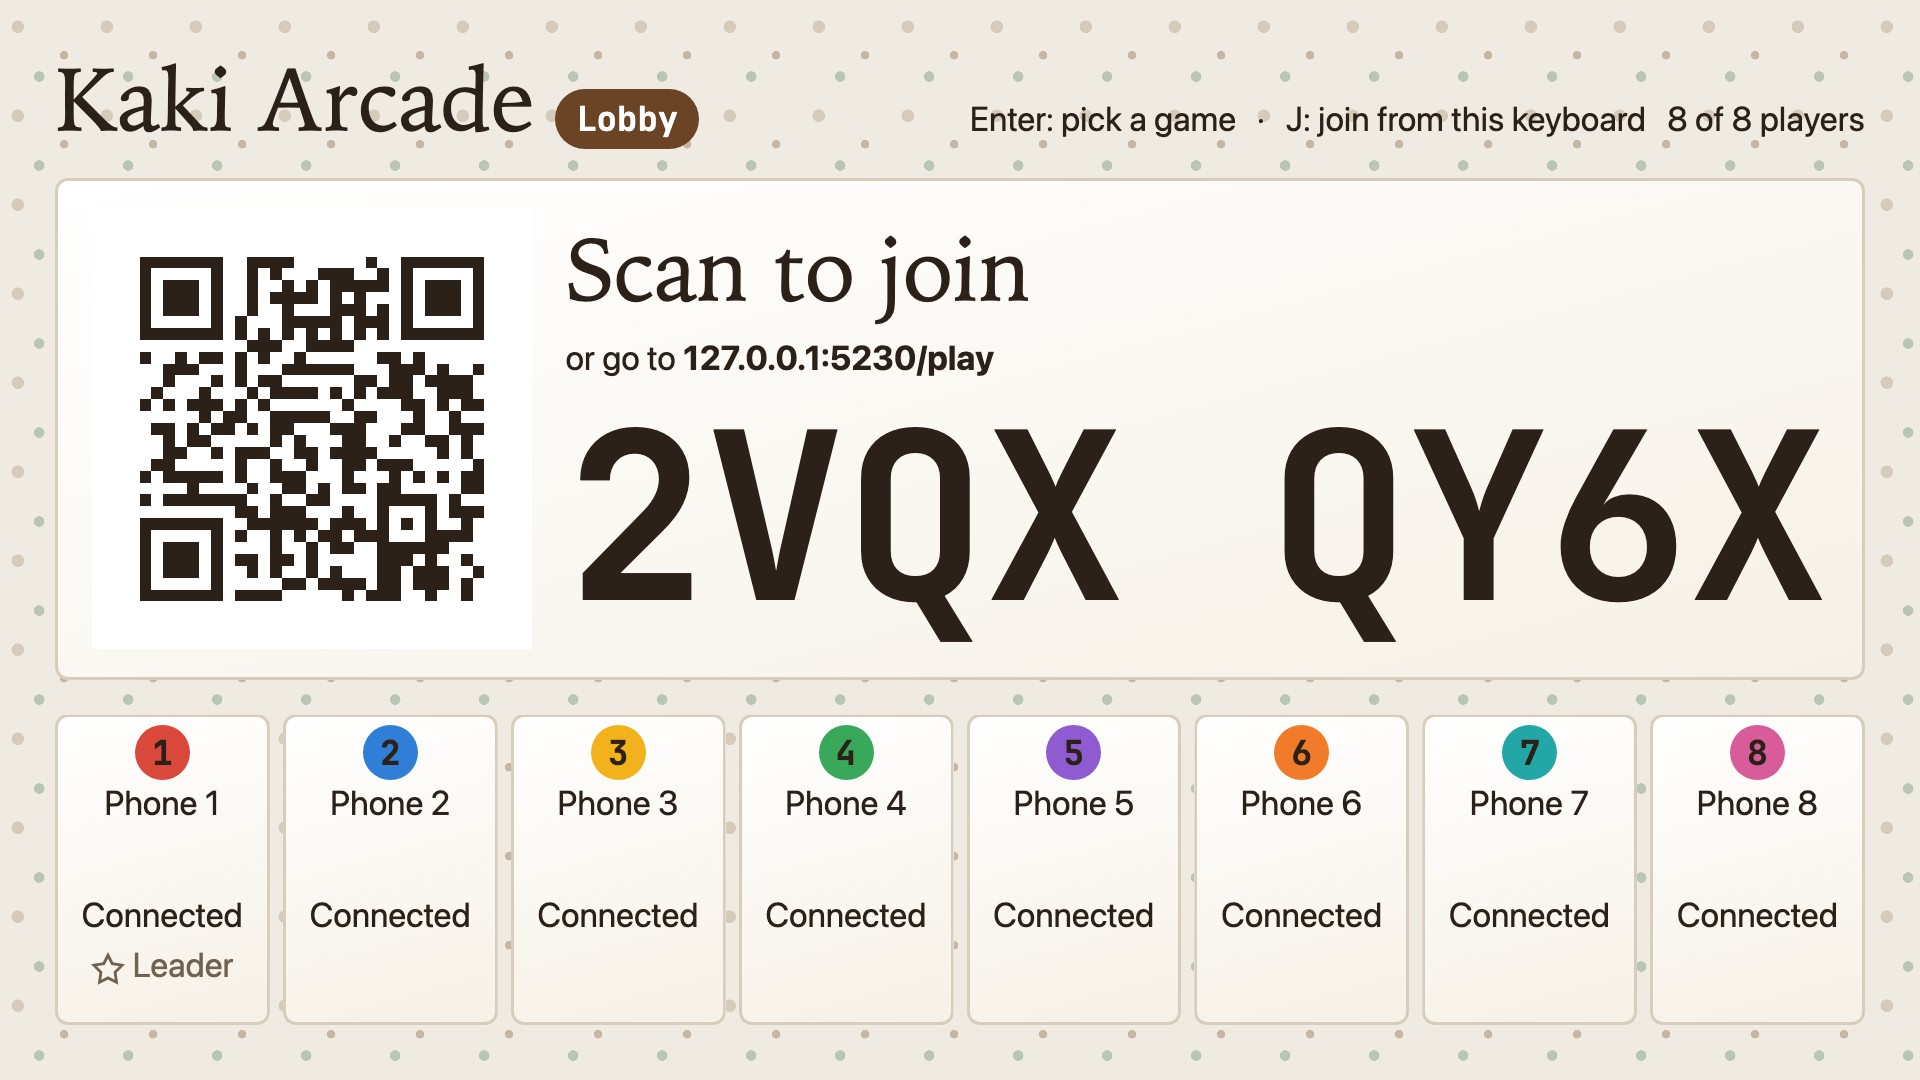 Kaki Arcade Lobby
Enter: pick a game · J: join from this keyboard 8 of 8 players
Scan to join
or go to 127.0.0.1:5230/play
2VQX QY6X
1 2 3 4 5 6 7 8
Phone 1 Phone 2 Phone 3 Phone 4 Phone 5 Phone 6 Phone 7 Phone 8
Connected Connected Connected Connected Connected Connected Connected Connected
Leader